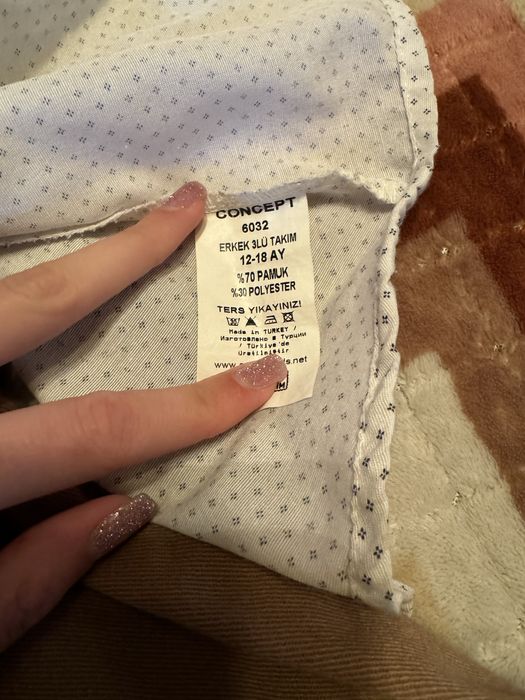 CONCEPT
6032
ERKEK 3LÜ TAKIM
12-18 AY
%70 PAMUK
%30 POLYESTER
TERS YIKAYINIZ!
Made in TURKEY /
Изготовлено в Турции
/ Türkiye'de
üretilmiştir